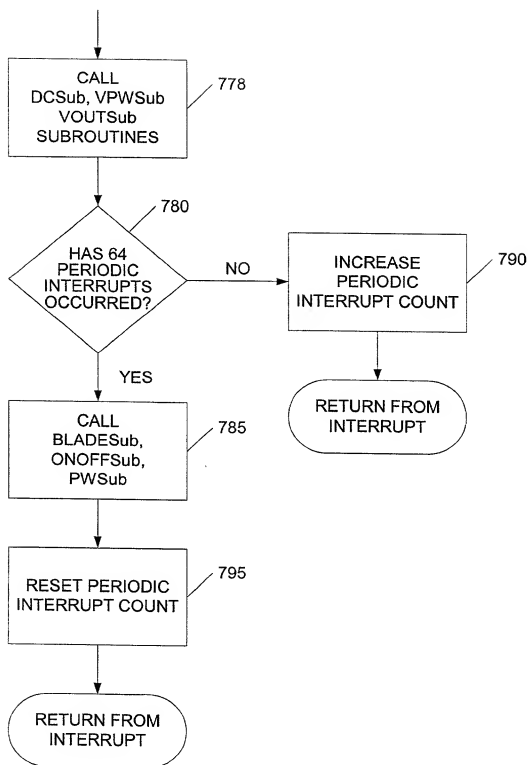 CALL
DCSub, VPWSub
VOUTSub
SUBROUTINES
778
780
HAS 64
PERIODIC
INTERRUPTS
OCCURRED?
NO
INCREASE
PERIODIC
INTERRUPT COUNT
790
RETURN FROM
INTERRUPT
YES
CALL
BLADESub,
ONOFFSub,
PWSub
785
RESET PERIODIC
INTERRUPT COUNT
795
RETURN FROM
INTERRUPT